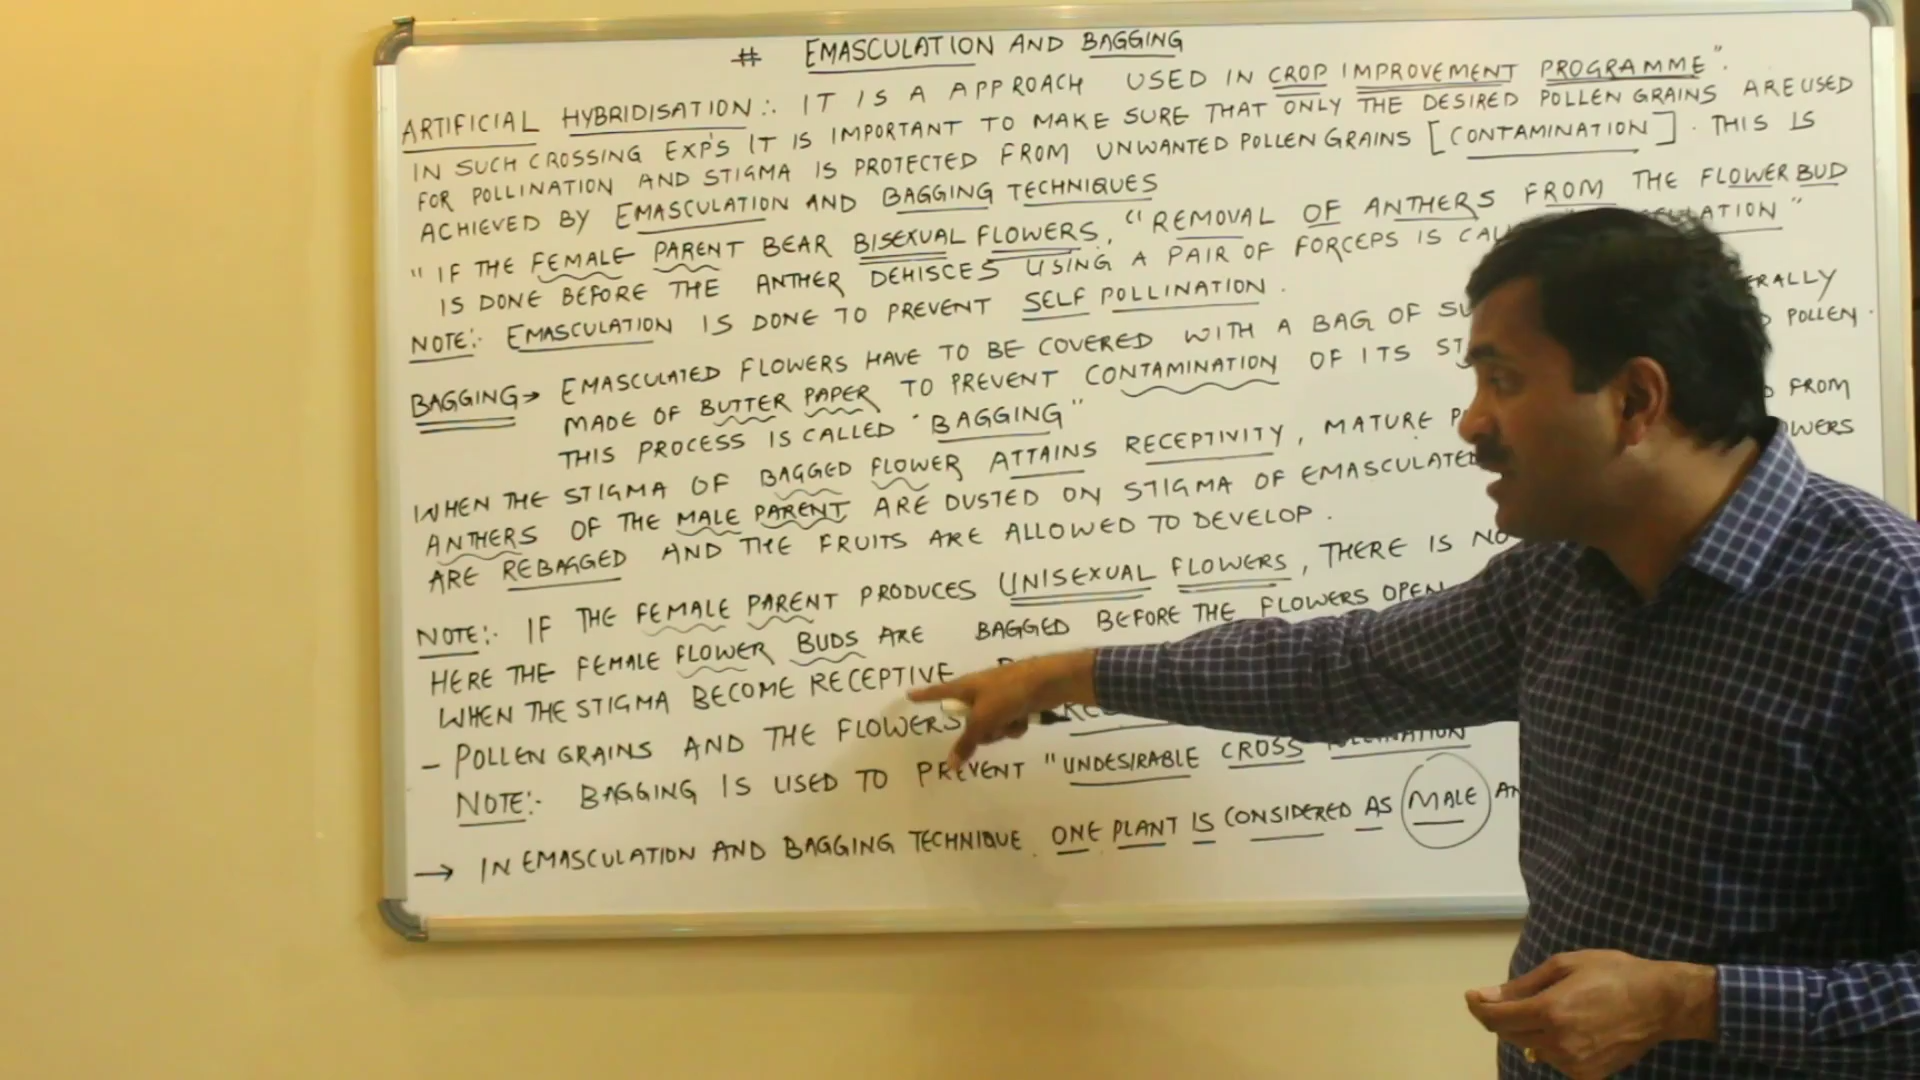 # EMASCULATION AND BAGGING
ARTIFICIAL HYBRIDISATION:. IT IS A APPROACH USED IN CROP IMPROVEMENT PROGRAMME".
IN SUCH CROSSING EXP'S IT IS IMPORTANT TO MAKE SURE THAT ONLY THE DESIRED POLLEN GRAINS ARE USED
FOR POLLINATION AND STIGMA IS PROTECTED FROM UNWANTED POLLEN GRAINS [CONTAMINATION]. THIS IS
ACHIEVED BY EMASCULATION AND BAGGING TECHNIQUES
"IF THE FEMALE PARENT BEAR BISEXUAL FLOWERS, "REMOVAL OF ANTHERS FROM THE FLOWER BUD
IS DONE BEFORE THE ANTHER DEHISCES USING A PAIR OF FORCEPS IS
NOTE:- EMASCULATION IS DONE TO PREVENT SELF POLLINATION.
BAGGING → EMASCULATED FLOWERS HAVE TO BE COVERED WITH A BAG OF
MADE OF BUTTER PAPER TO PREVENT CONTAMINATION OF ITS POLLEN.
THIS PROCESS IS CALLED "BAGGING"
WHEN THE STIGMA OF BAGGED FLOWER ATTAINS RECEPTIVITY, MATURE FROM
ANTHERS OF THE MALE PARENT ARE DUSTED ON STIGMA OF EMASCULATED
ARE REBAGGED AND THE FRUITS ARE ALLOWED TO DEVELOP.
NOTE:- IF THE FEMALE PARENT PRODUCES UNISEXUAL FLOWERS, THERE IS NO
HERE THE FEMALE FLOWER BUDS ARE BAGGED BEFORE THE FLOWERS OPEN
WHEN THE STIGMA BECOME RECEPTIVE
- POLLEN GRAINS AND THE FLOWERS
NOTE:- BAGGING IS USED TO PREVENT "UNDESIRABLE CROSS POLLINATION
→ IN EMASCULATION AND BAGGING TECHNIQUE ONE PLANT IS CONSIDERED AS MALE